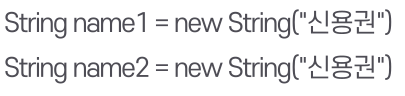 String name1 = new String("신용권")
String name2 = new String("신용권")